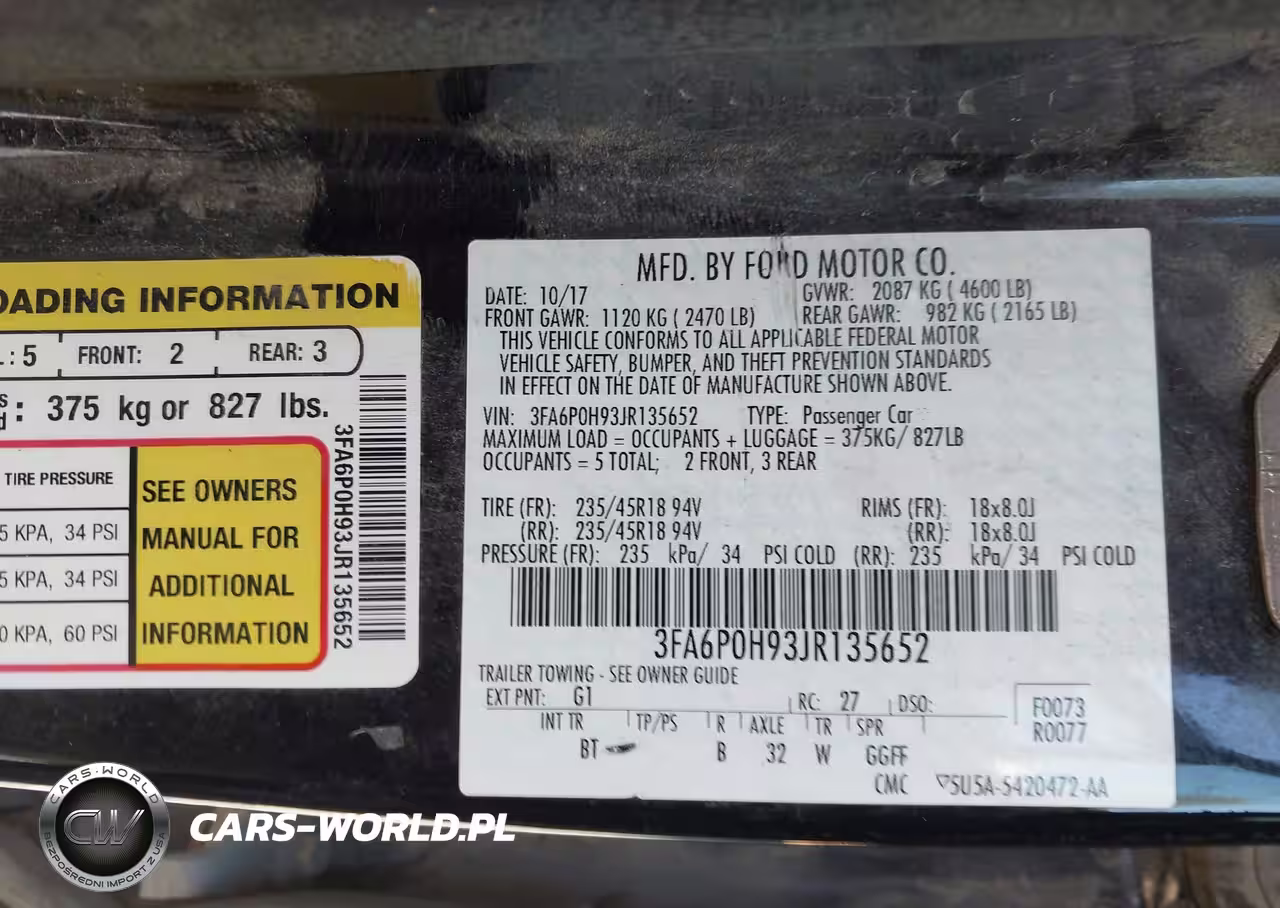 OADING INFORMATION
L: 5 FRONT: 2 REAR: 3
: 375 kg or 827 lbs.
TIRE PRESSURE
5 KPA, 34 PSI
5 KPA, 34 PSI
0 KPA, 60 PSI
SEE OWNERS
MANUAL FOR
ADDITIONAL
INFORMATION
3FA6P0H93JR135652
MFD. BY FORD MOTOR CO.
DATE: 10/17 GVWR: 2087 KG ( 4600 LB)
FRONT GAWR: 1120 KG ( 2470 LB) REAR GAWR: 982 KG ( 2165 LB)
THIS VEHICLE CONFORMS TO ALL APPLICABLE FEDERAL MOTOR
VEHICLE SAFETY, BUMPER, AND THEFT PREVENTION STANDARDS
IN EFFECT ON THE DATE OF MANUFACTURE SHOWN ABOVE.
VIN: 3FA6P0H93JR135652 TYPE: Passenger Car
MAXIMUM LOAD = OCCUPANTS + LUGGAGE = 375KG/ 827LB
OCCUPANTS = 5 TOTAL; 2 FRONT, 3 REAR
TIRE (FR): 235/45R18 94V RIMS (FR): 18x8.0J
(RR): 235/45R18 94V (RR): 18x8.0J
PRESSURE (FR): 235 kPa/ 34 PSI COLD (RR): 235 kPa/ 34 PSI COLD
3FA6P0H93JR135652
TRAILER TOWING - SEE OWNER GUIDE
EXT PNT: G1 RC: 27 DSO:
F0073
R0077
INT TR TP/PS R AXLE TR SPR
BT B 32 W GGFF
CMC 5U5A-5420472-AA
CARS-WORLD
CW
BEZPOŚREDNI IMPORT Z USA
CARS-WORLD.PL